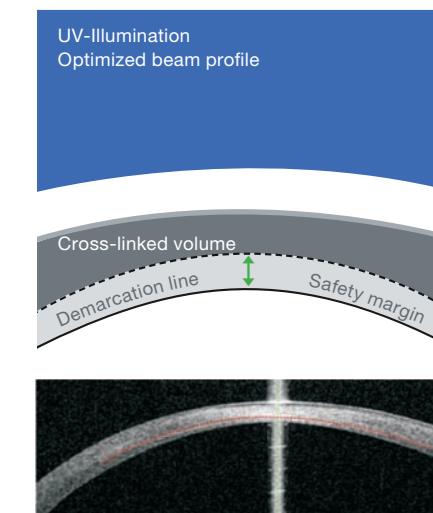 UV-Illumination
Optimized beam profile
Cross-linked volume
Demarcation line
Safety margin